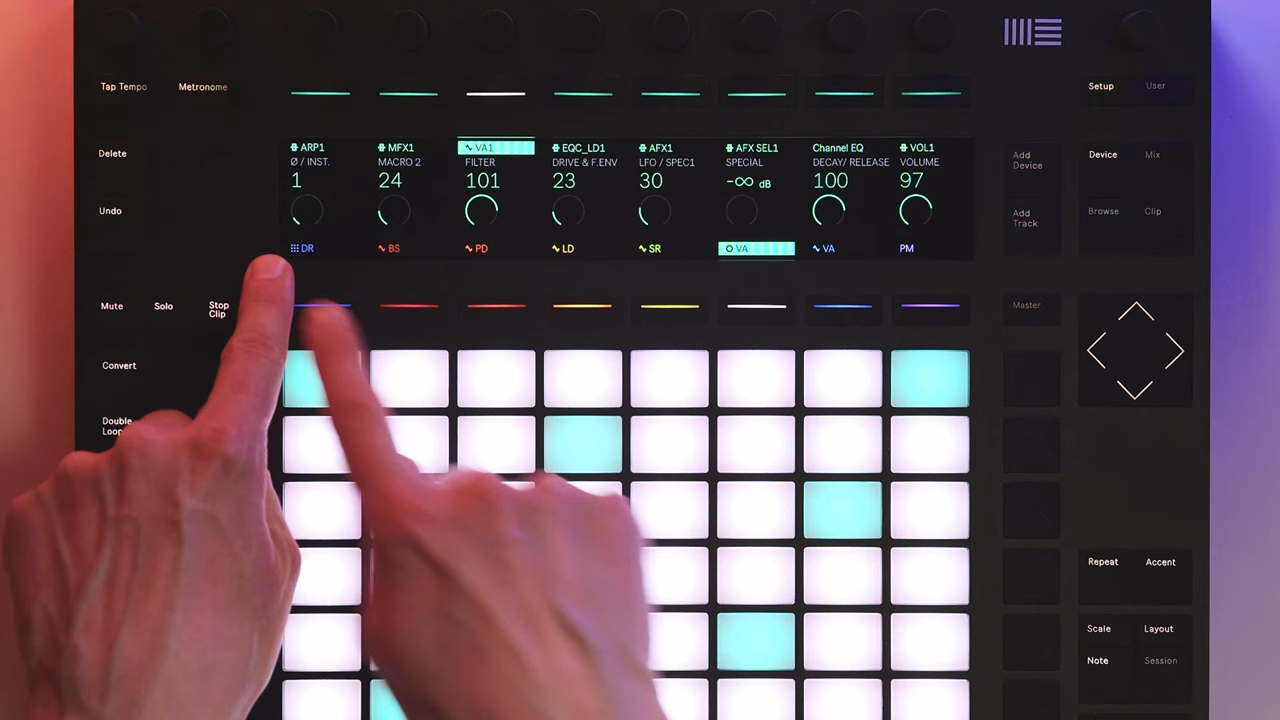 Tap Tempo
Metronome
Setup
User
Delete
ARP1
MFX1
VA1
EQC_LD1
AFX1
AFX SEL1
Channel EQ
VOL1
Ø / INST.
MACRO 2
FILTER
DRIVE & F.ENV
LFO / SPEC1
SPECIAL
DECAY/ RELEASE
VOLUME
1
24
101
23
30
-∞ dB
100
97
Add
Device
Device
Mix
Undo
Add
Track
Browse
Clip
DR
BS
PD
LD
SR
VA
VA
PM
Mute
Solo
Stop
Clip
Master
Convert
Double
Loop
Repeat
Accent
Scale
Layout
Note
Session